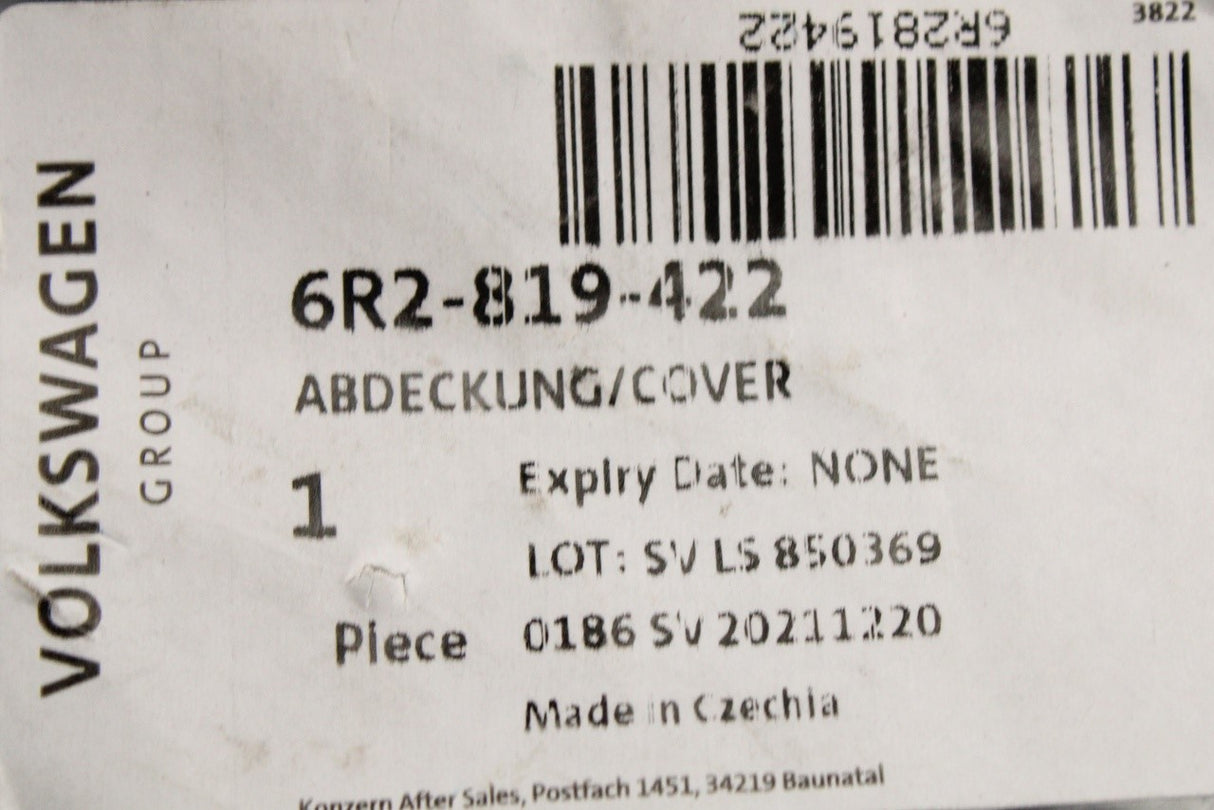 3822
6R2819422
VOLKSWAGEN
GROUP
6R2-819-422
ABDECKUNG/COVER
1
Piece
Expiry Date: NONE
LOT: SV LS 850369
0186 SV 20211220
Made in Czechia
Konzern After Sales, Postfach 1451, 34219 Baunatal